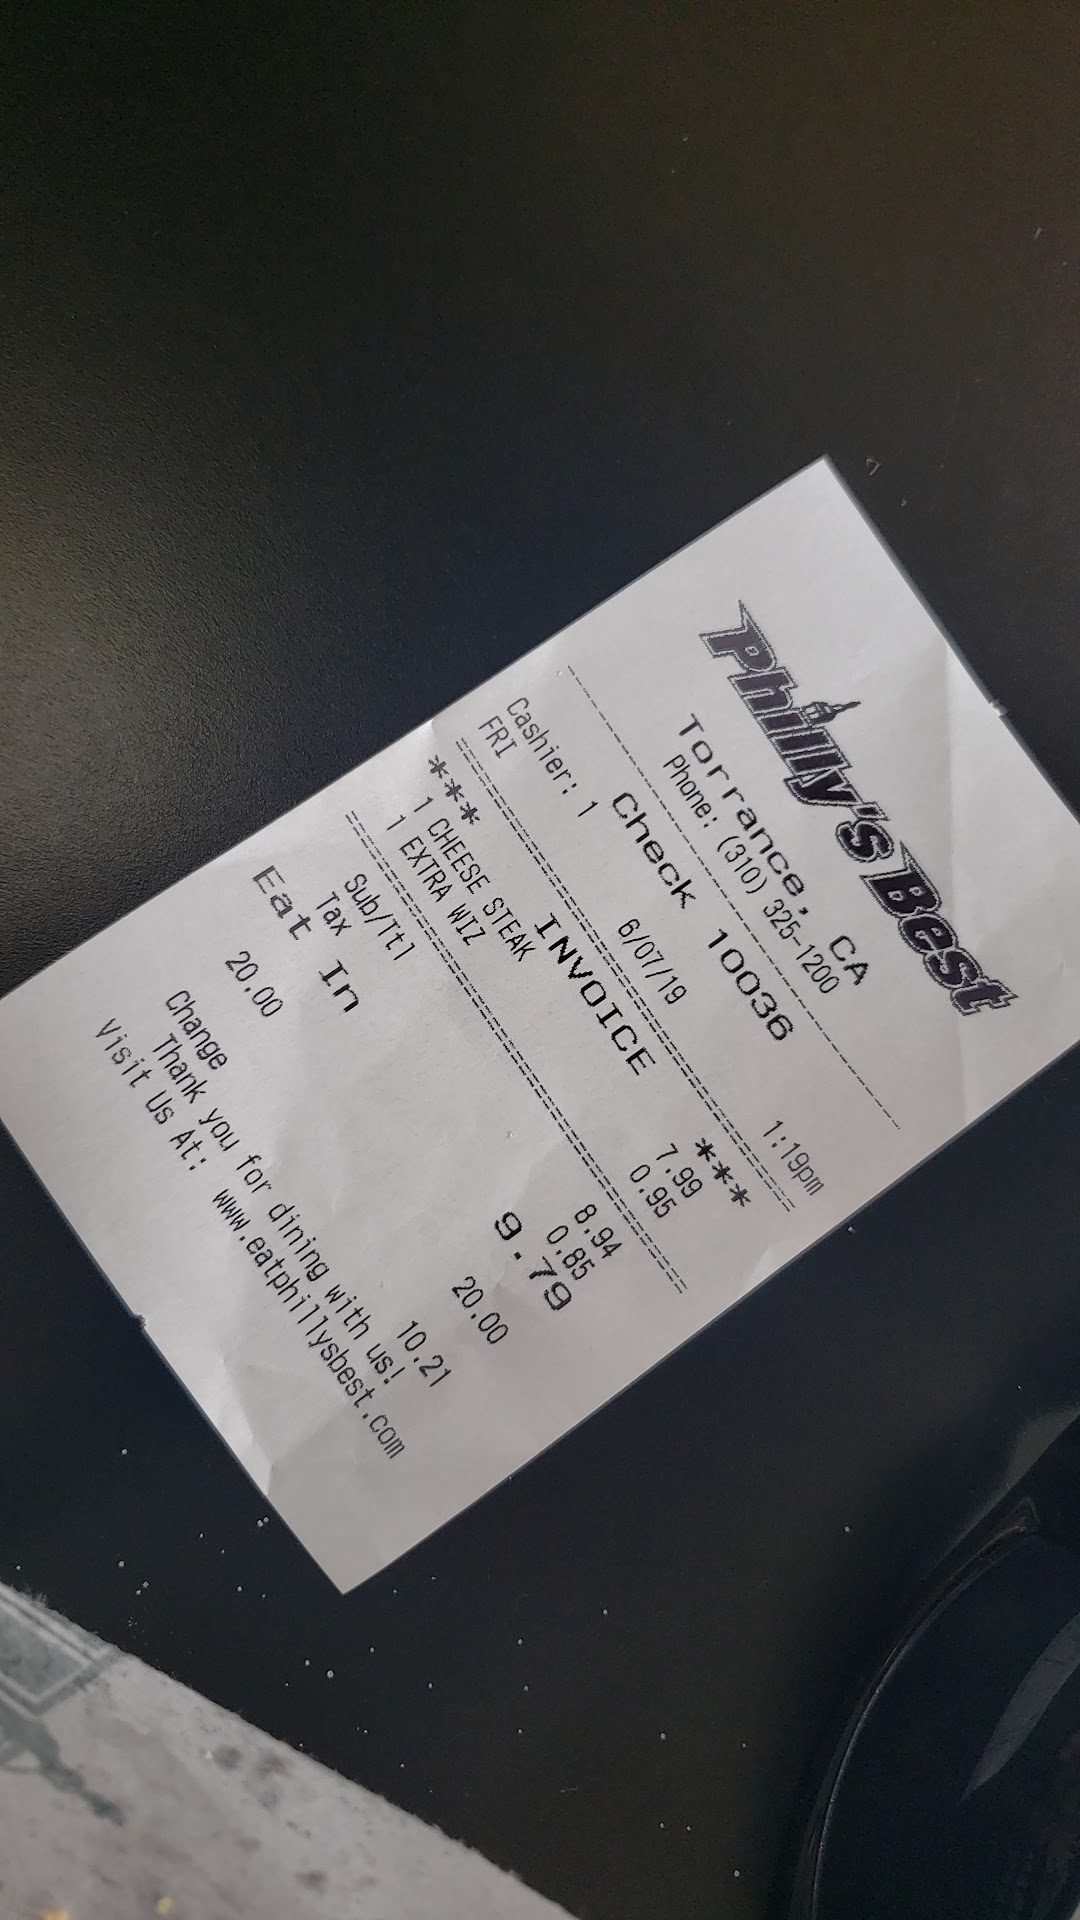 Philly's Best
Torrance, CA
Phone: (310) 325-1200
Check 10036
Cashier: 1
FRI 6/07/19 1:19pm
*** INVOICE ***
1 CHEESE STEAK 7.99
1 EXTRA WIZ 0.95
Sub/Ttl 8.94
Tax 0.85
Eat In 9.79
20.00 20.00
Change 10.21
Thank you for dining with us!
Visit Us At: www.eatphillysbest.com